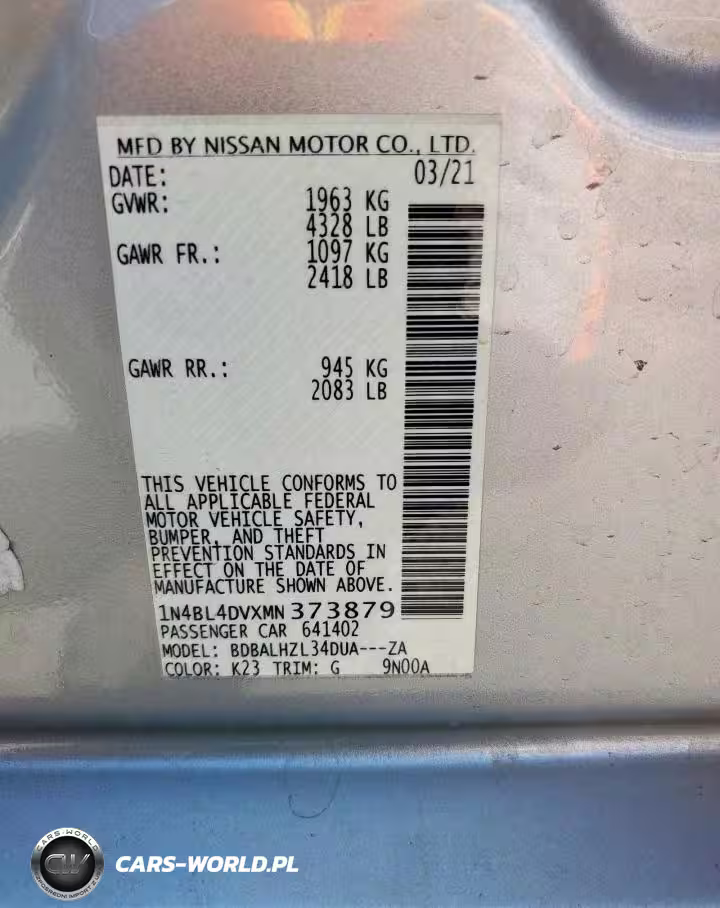 MFD BY NISSAN MOTOR CO., LTD.
DATE: 03/21
GVWR: 1963 KG
4328 LB
GAWR FR.: 1097 KG
2418 LB
GAWR RR.: 945 KG
2083 LB
THIS VEHICLE CONFORMS TO
ALL APPLICABLE FEDERAL
MOTOR VEHICLE SAFETY,
BUMPER, AND THEFT
PREVENTION STANDARDS IN
EFFECT ON THE DATE OF
MANUFACTURE SHOWN ABOVE.
1N4BL4DVXMN373879
PASSENGER CAR 641402
MODEL: BDBALHZL34DUA---ZA
COLOR: K23 TRIM: G 9N00A
CARS-WORLD
CW
CARS-WORLD.PL